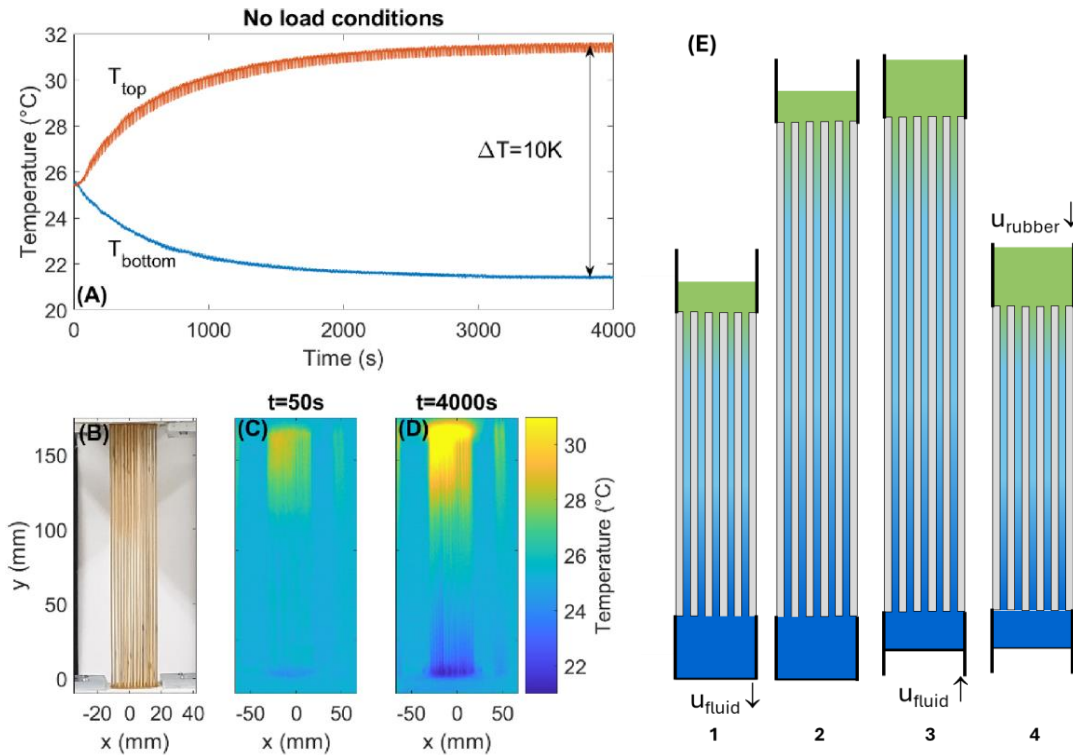 No load conditions
32
30
28
26
24
22
20
Temperature (°C)
T_top
T_bottom
ΔT=10K
(A)
0 1000 2000 3000 4000
Time (s)
(B)
150
100
50
0
y (mm)
-20 0 20 40
x (mm)
t=50s
(C)
-50 0 50
x (mm)
t=4000s
(D)
-50 0 50
x (mm)
30
28
26
24
22
Temperature (°C)
(E)
u_rubber ↓
u_fluid ↓
u_fluid ↑
1 2 3 4